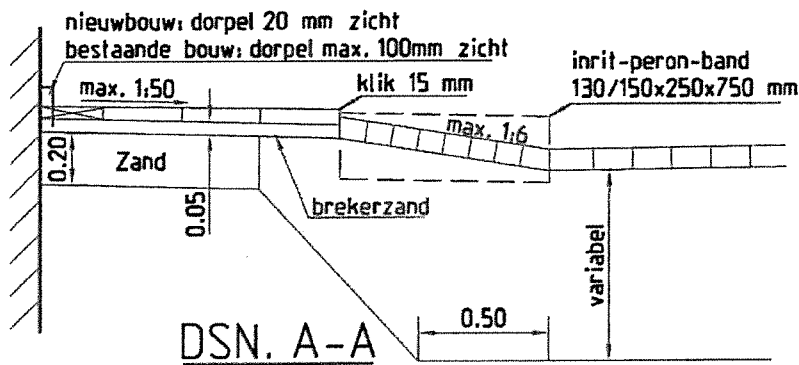 nieuwbouw: dorpel 20 mm zicht
bestaande bouw: dorpel max. 100mm zicht
inrit-peron-band
130/150x250x750 mm
max. 1:50
klik 15 mm
max. 1:6
0.20
Zand
0.05
brekerzand
variabel
0.50
DSN. A-A